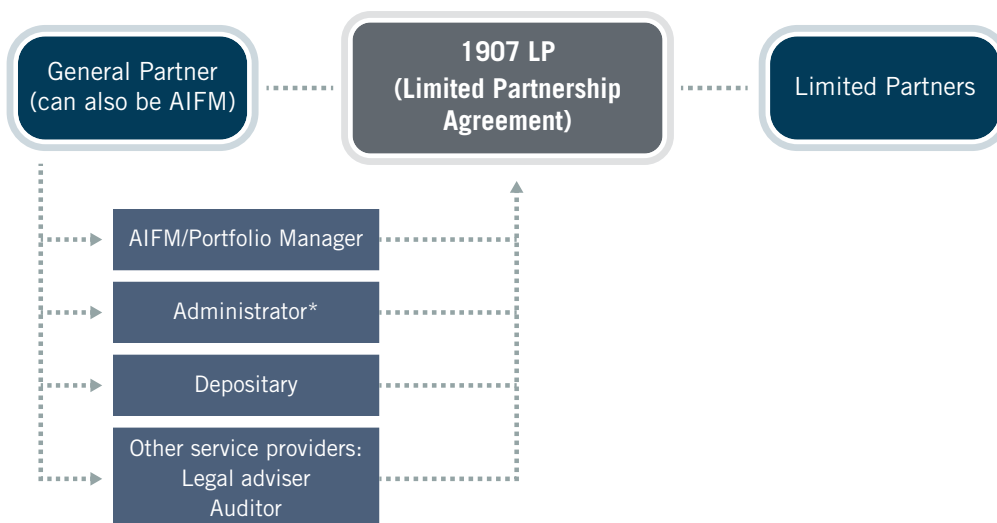 General Partner
(can also be AIFM)
1907 LP
(Limited Partnership
Agreement)
Limited Partners
AIFM/Portfolio Manager
Administrator*
Depositary
Other service providers:
Legal adviser
Auditor